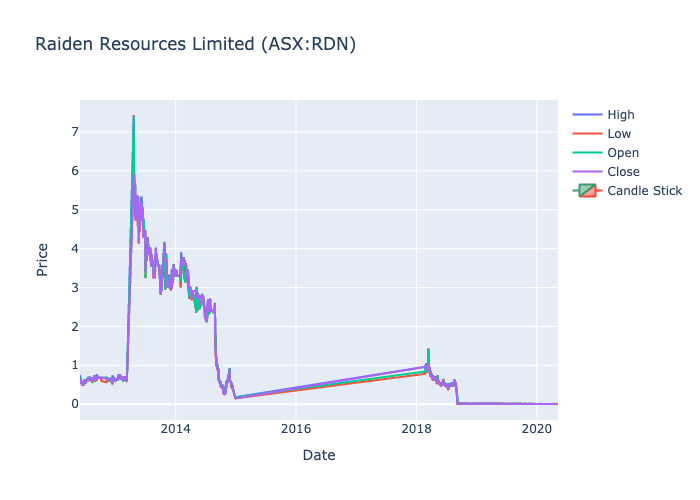 Raiden Resources Limited (ASX:RDN)
High
Low
Open
Close
Candle Stick
7
6
5
4
3
2
1
0
Price
2014
2016
2018
2020
Date